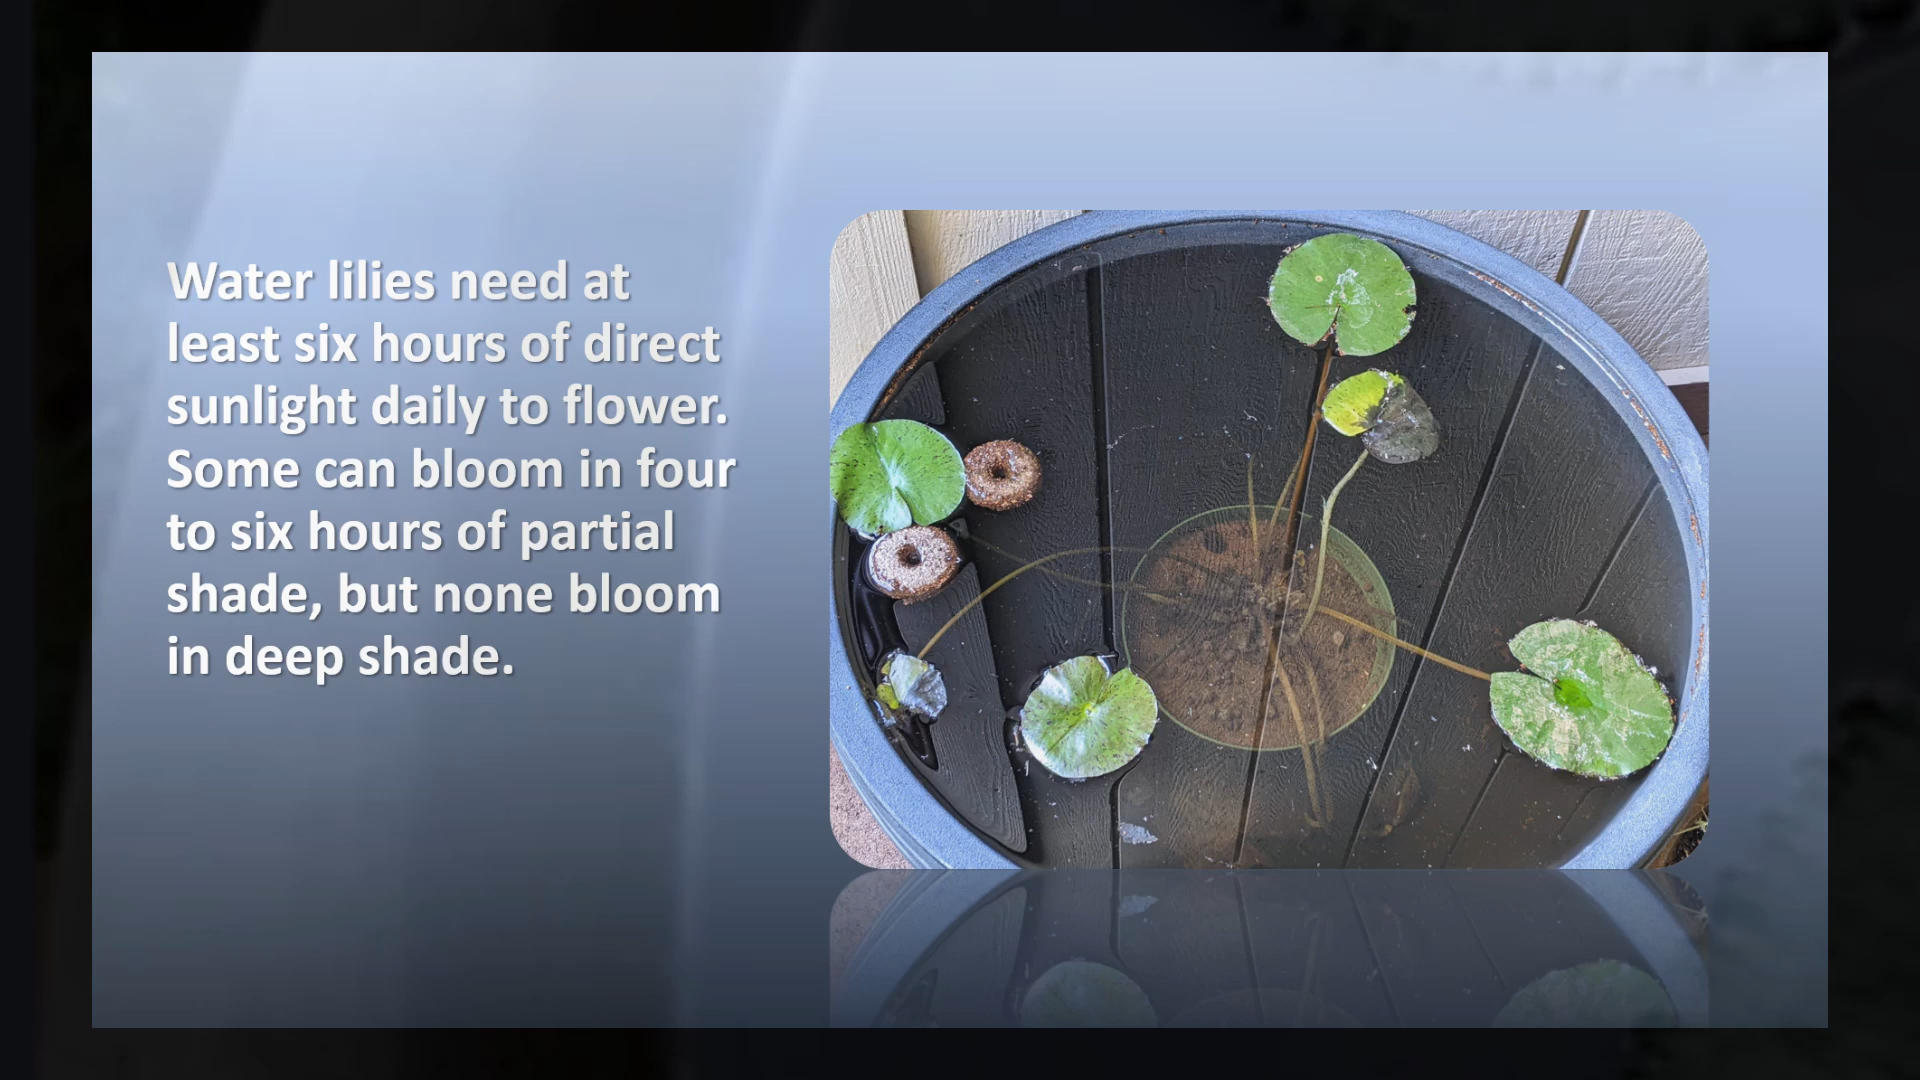 Water lilies need at
least six hours of direct
sunlight daily to flower.
Some can bloom in four
to six hours of partial
shade, but none bloom
in deep shade.